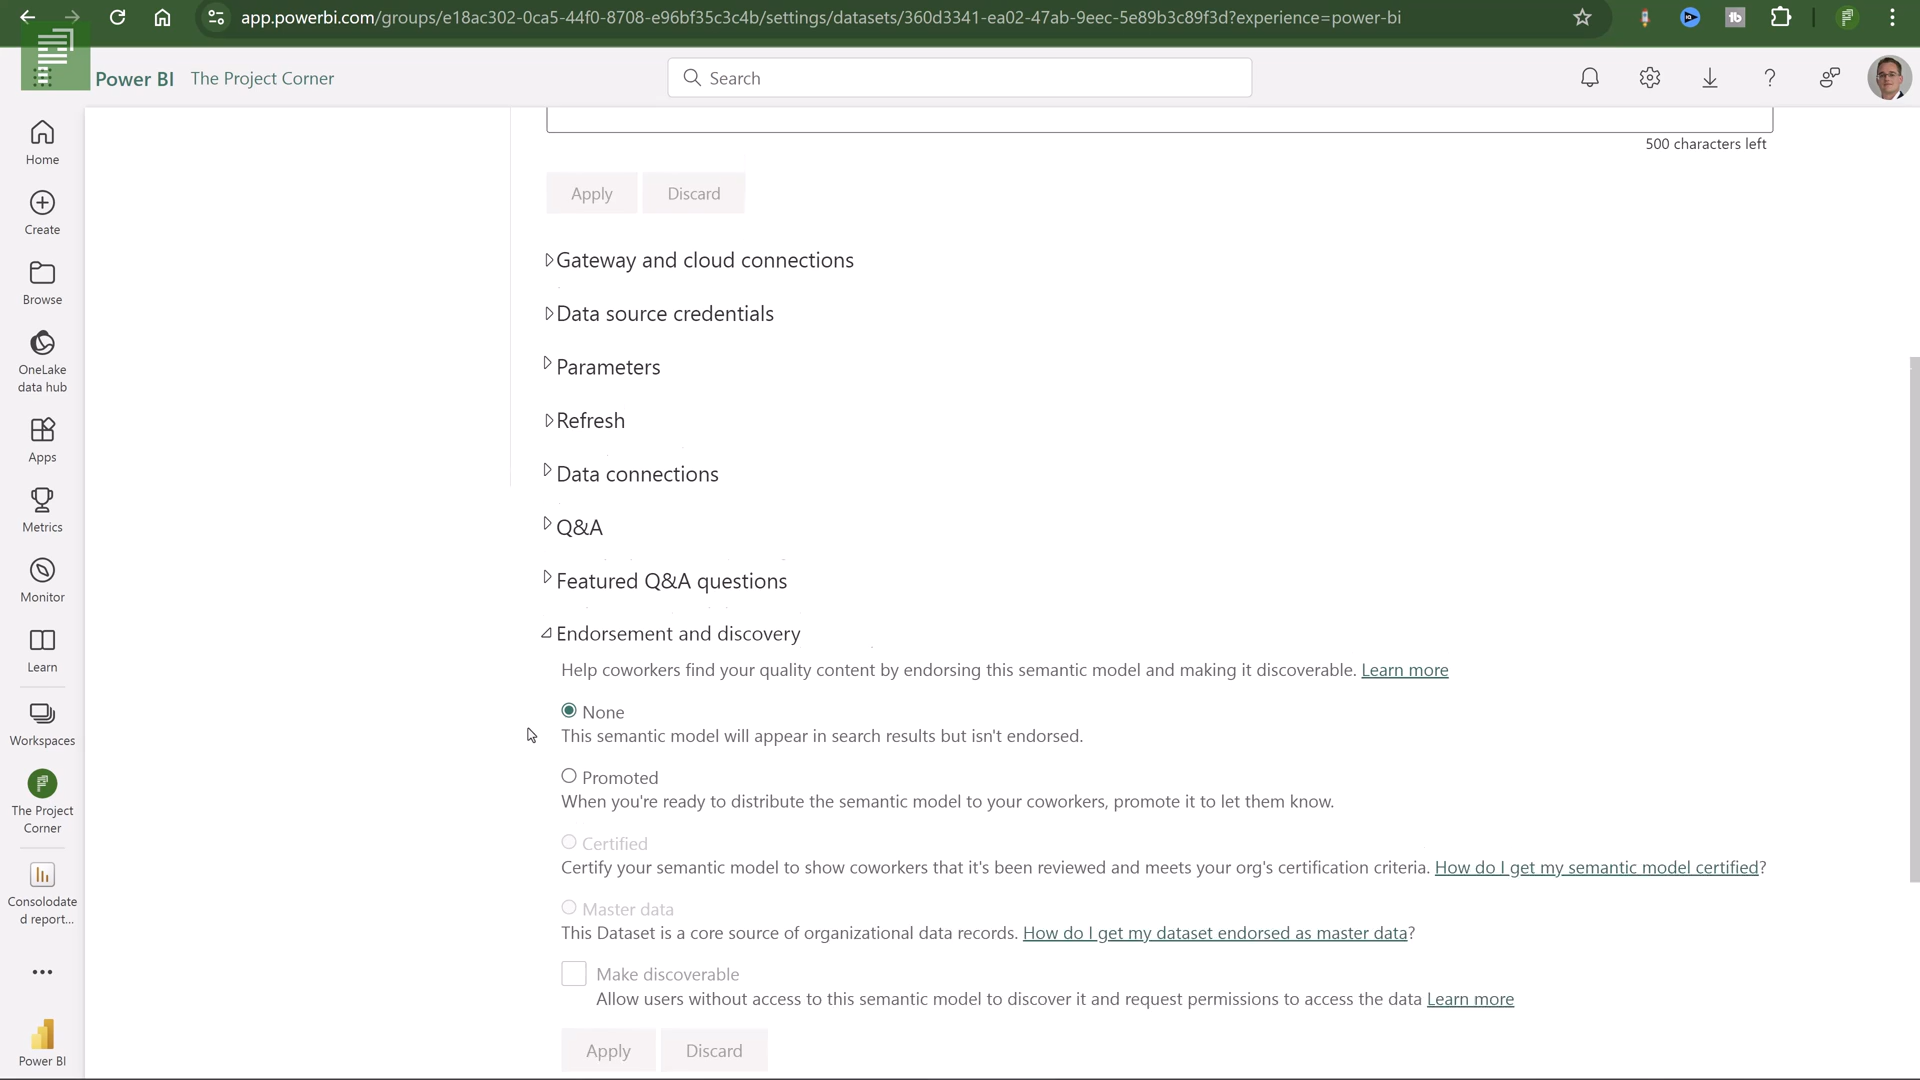 app.powerbi.com/groups/e18ac302-0ca5-44f0-8708-e96bf35c3c4b/settings/datasets/360d3341-ea02-47ab-9eec-5e89b3c89f3d?experience=power-bi
Power BI The Project Corner
Search
500 characters left
Apply Discard
Gateway and cloud connections
Data source credentials
Parameters
Refresh
Data connections
Q&A
Featured Q&A questions
Endorsement and discovery
Help coworkers find your quality content by endorsing this semantic model and making it discoverable. Learn more
None
This semantic model will appear in search results but isn't endorsed.
Promoted
When you're ready to distribute the semantic model to your coworkers, promote it to let them know.
Certified
Certify your semantic model to show coworkers that it's been reviewed and meets your org's certification criteria. How do I get my semantic model certified?
Master data
This Dataset is a core source of organizational data records. How do I get my dataset endorsed as master data?
Make discoverable
Allow users without access to this semantic model to discover it and request permissions to access the data Learn more
Apply Discard
Home
Create
Browse
OneLake
data hub
Apps
Metrics
Monitor
Learn
Workspaces
The Project
Corner
Consolodate
d report...
Power BI